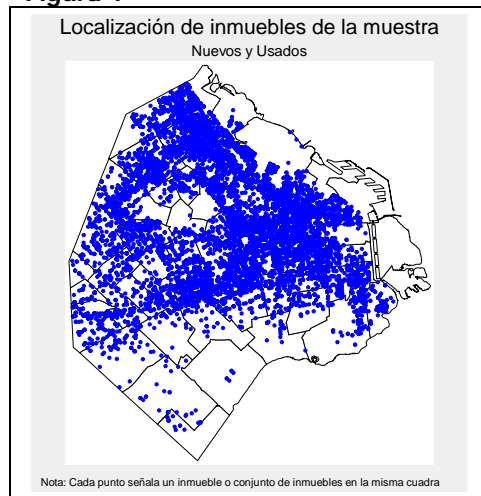 Localización de inmuebles de la muestra
Nuevos y Usados
Nota: Cada punto señala un inmueble o conjunto de inmuebles en la misma cuadra